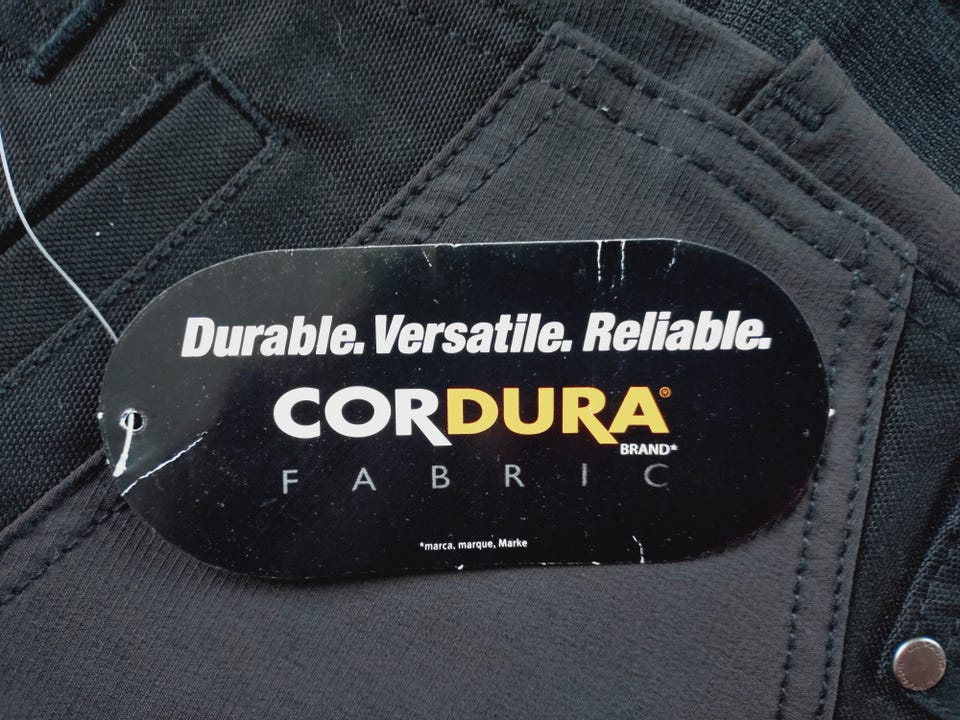 Durable. Versatile. Reliable.
CORDURA®
BRAND*
FABRIC
*marca, marque, Marke